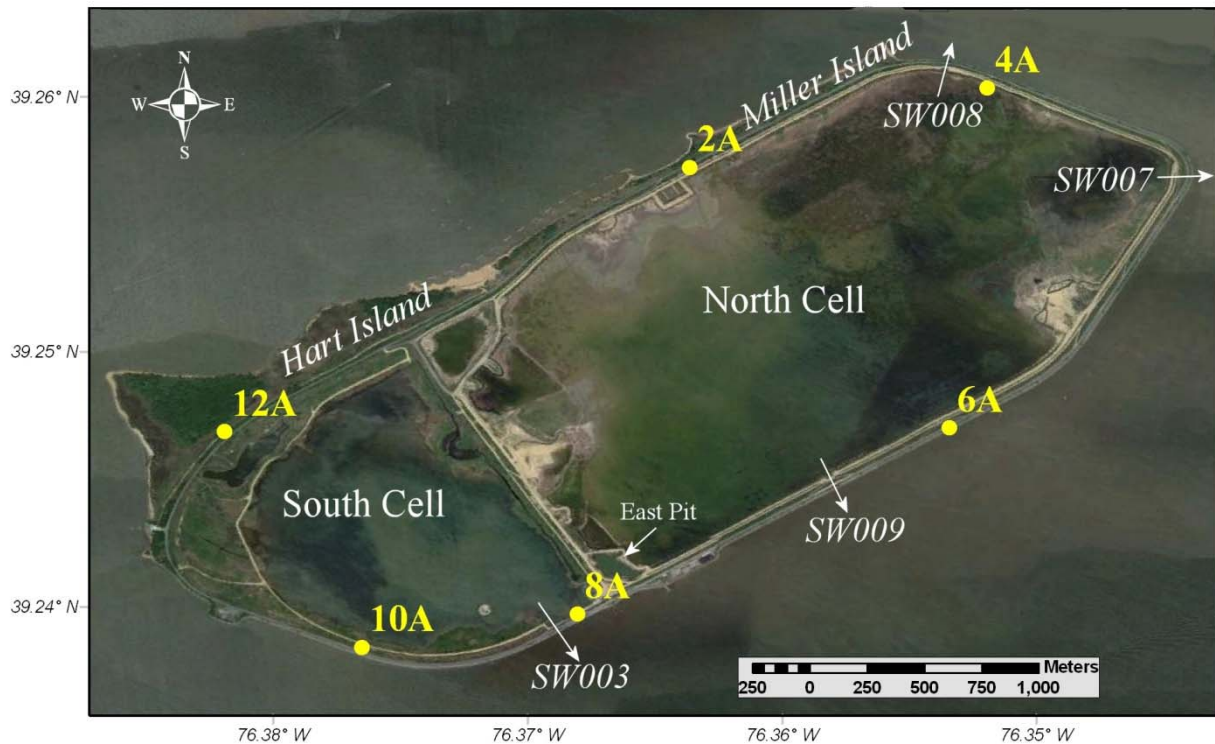 N
W E
S
39.26° N
39.25° N
39.24° N
Miller Island
4A
SW008
2A
SW007
North Cell
Hart Island
12A
6A
South Cell
East Pit
SW009
8A
10A
SW003
Meters
250 0 250 500 750 1,000
76.38° W 76.37° W 76.36° W 76.35° W